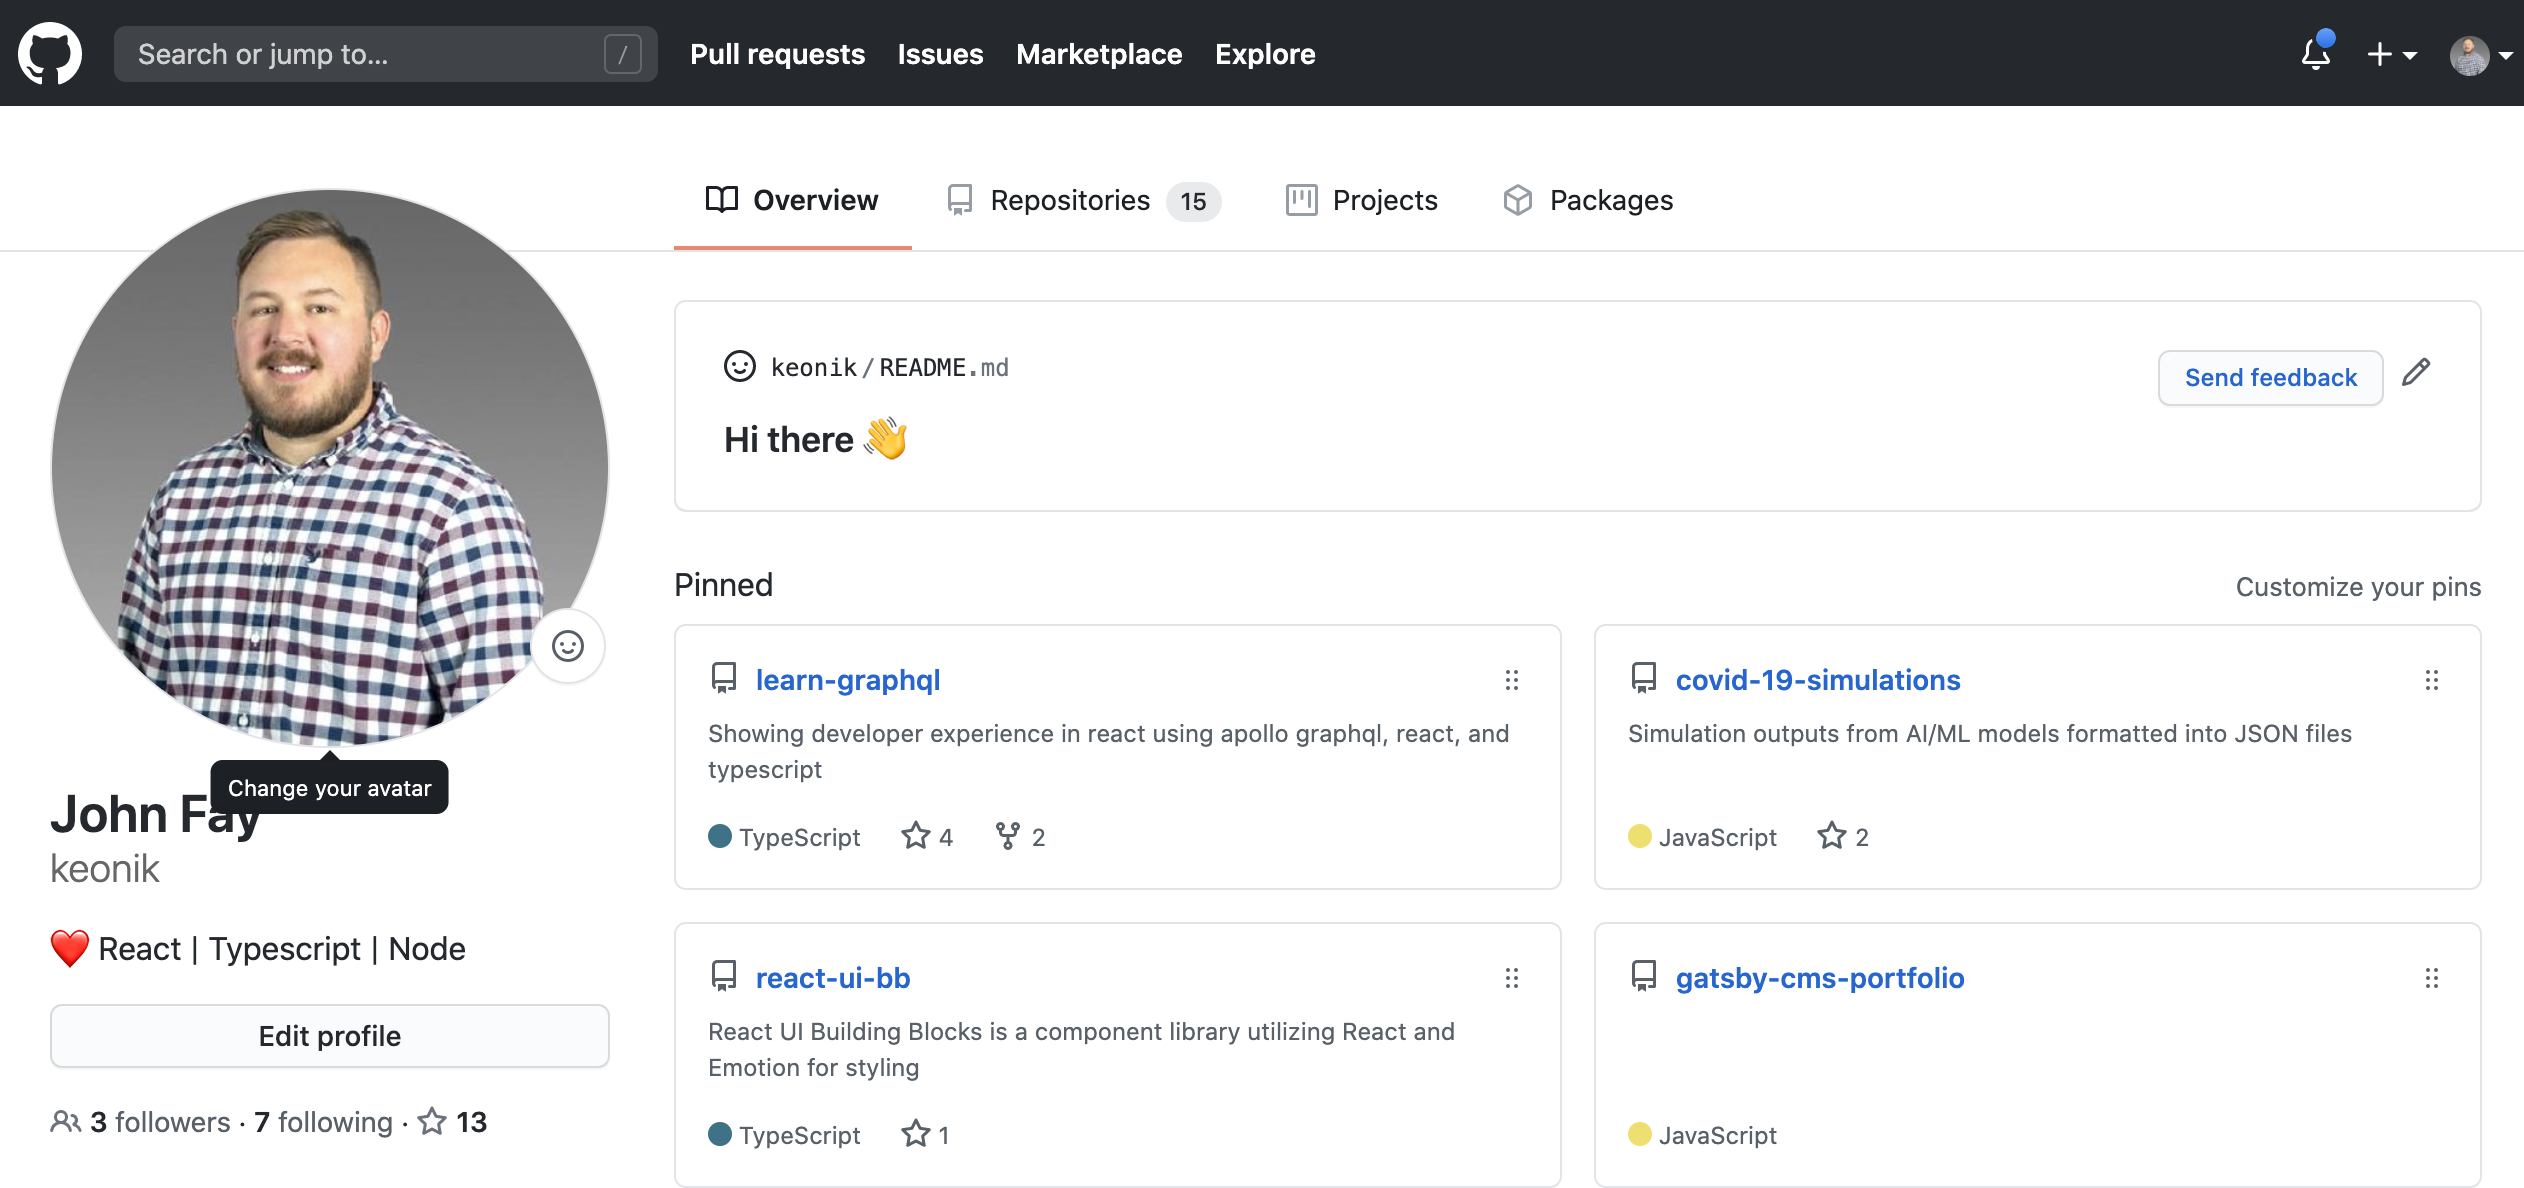 Search or jump to... /
Pull requests
Issues
Marketplace
Explore
Overview
Repositories 15
Projects
Packages
keonik/README.md
Send feedback
Hi there 👋
Change your avatar
John Fay
keonik
❤️ React | Typescript | Node
Edit profile
3 followers · 7 following · 13
Pinned
Customize your pins
learn-graphql
Showing developer experience in react using apollo graphql, react, and
typescript
TypeScript 4 2
covid-19-simulations
Simulation outputs from AI/ML models formatted into JSON files
JavaScript 2
react-ui-bb
React UI Building Blocks is a component library utilizing React and
Emotion for styling
TypeScript 1
gatsby-cms-portfolio
JavaScript